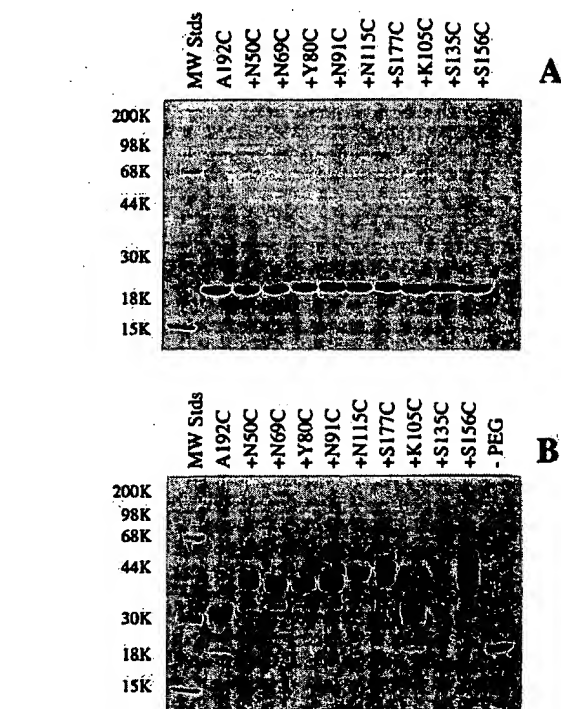 MW Stds
A192C
+N50C
+N69C
+Y80C
+N91C
+N115C
+S177C
+K105C
+S135C
+S156C
A
200K
98K
68K
44K
30K
18K
15K
MW Stds
A192C
+N50C
+N69C
+Y80C
+N91C
+N115C
+S177C
+K105C
+S135C
+S156C
- PEG
B
200K
98K
68K
44K
30K
18K
15K